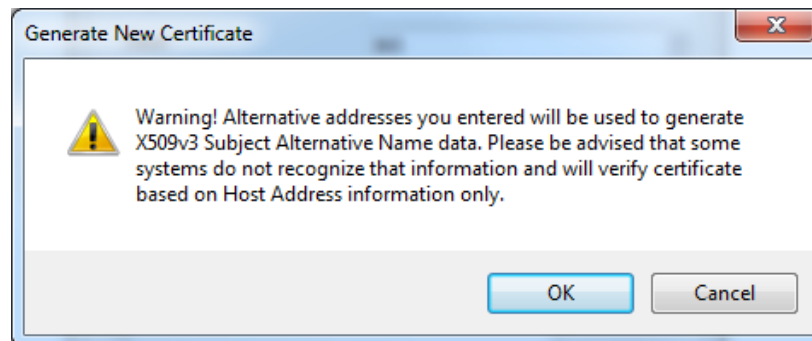 Generate New Certificate
Warning! Alternative addresses you entered will be used to generate
X509v3 Subject Alternative Name data. Please be advised that some
systems do not recognize that information and will verify certificate
based on Host Address information only.
OK
Cancel